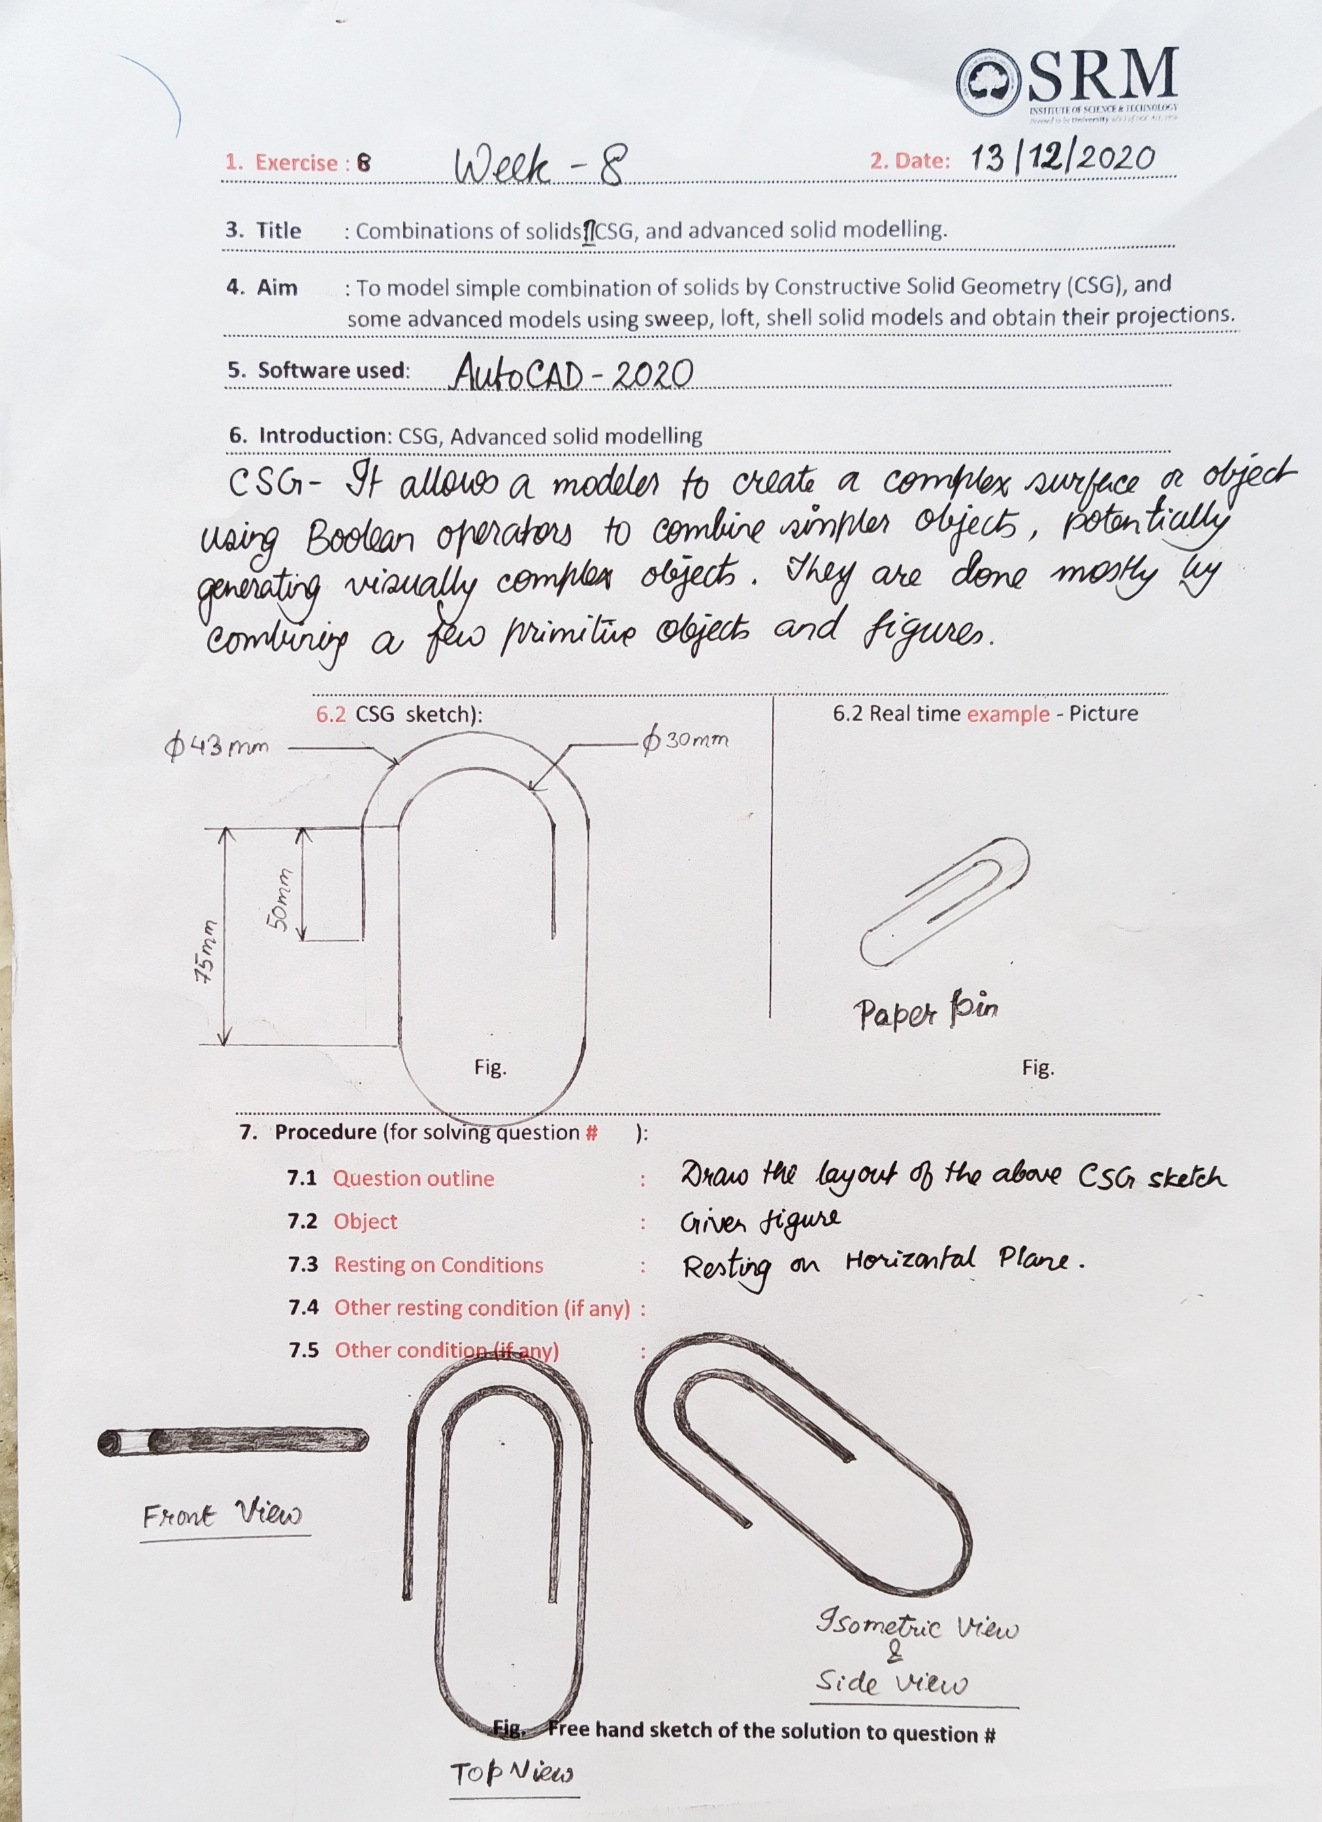 SRM
INSTITUTE OF SCIENCE & TECHNOLOGY
1. Exercise : 8 Week - 8 2. Date: 13/12/2020
3. Title : Combinations of solids CSG, and advanced solid modelling.
4. Aim : To model simple combination of solids by Constructive Solid Geometry (CSG), and
some advanced models using sweep, loft, shell solid models and obtain their projections.
5. Software used: AutoCAD - 2020
6. Introduction: CSG, Advanced solid modelling
CSG - It allows a modeler to create a complex surface or object
using Boolean operators to combine simpler objects, potentially
generating visually complex objects. They are done mostly by
combining a few primitive objects and figures.
6.2 CSG sketch): 6.2 Real time example - Picture
ϕ43mm ϕ30mm
50mm
75mm
Paper pin
Fig. Fig.
7. Procedure (for solving question # ):
7.1 Question outline : Draw the layout of the above CSG sketch
7.2 Object : Given figure
7.3 Resting on Conditions : Resting on Horizontal Plane.
7.4 Other resting condition (if any) :
7.5 Other condition (if any) :
Front View
Isometric View
&
Side view
Fig. Free hand sketch of the solution to question #
Top View